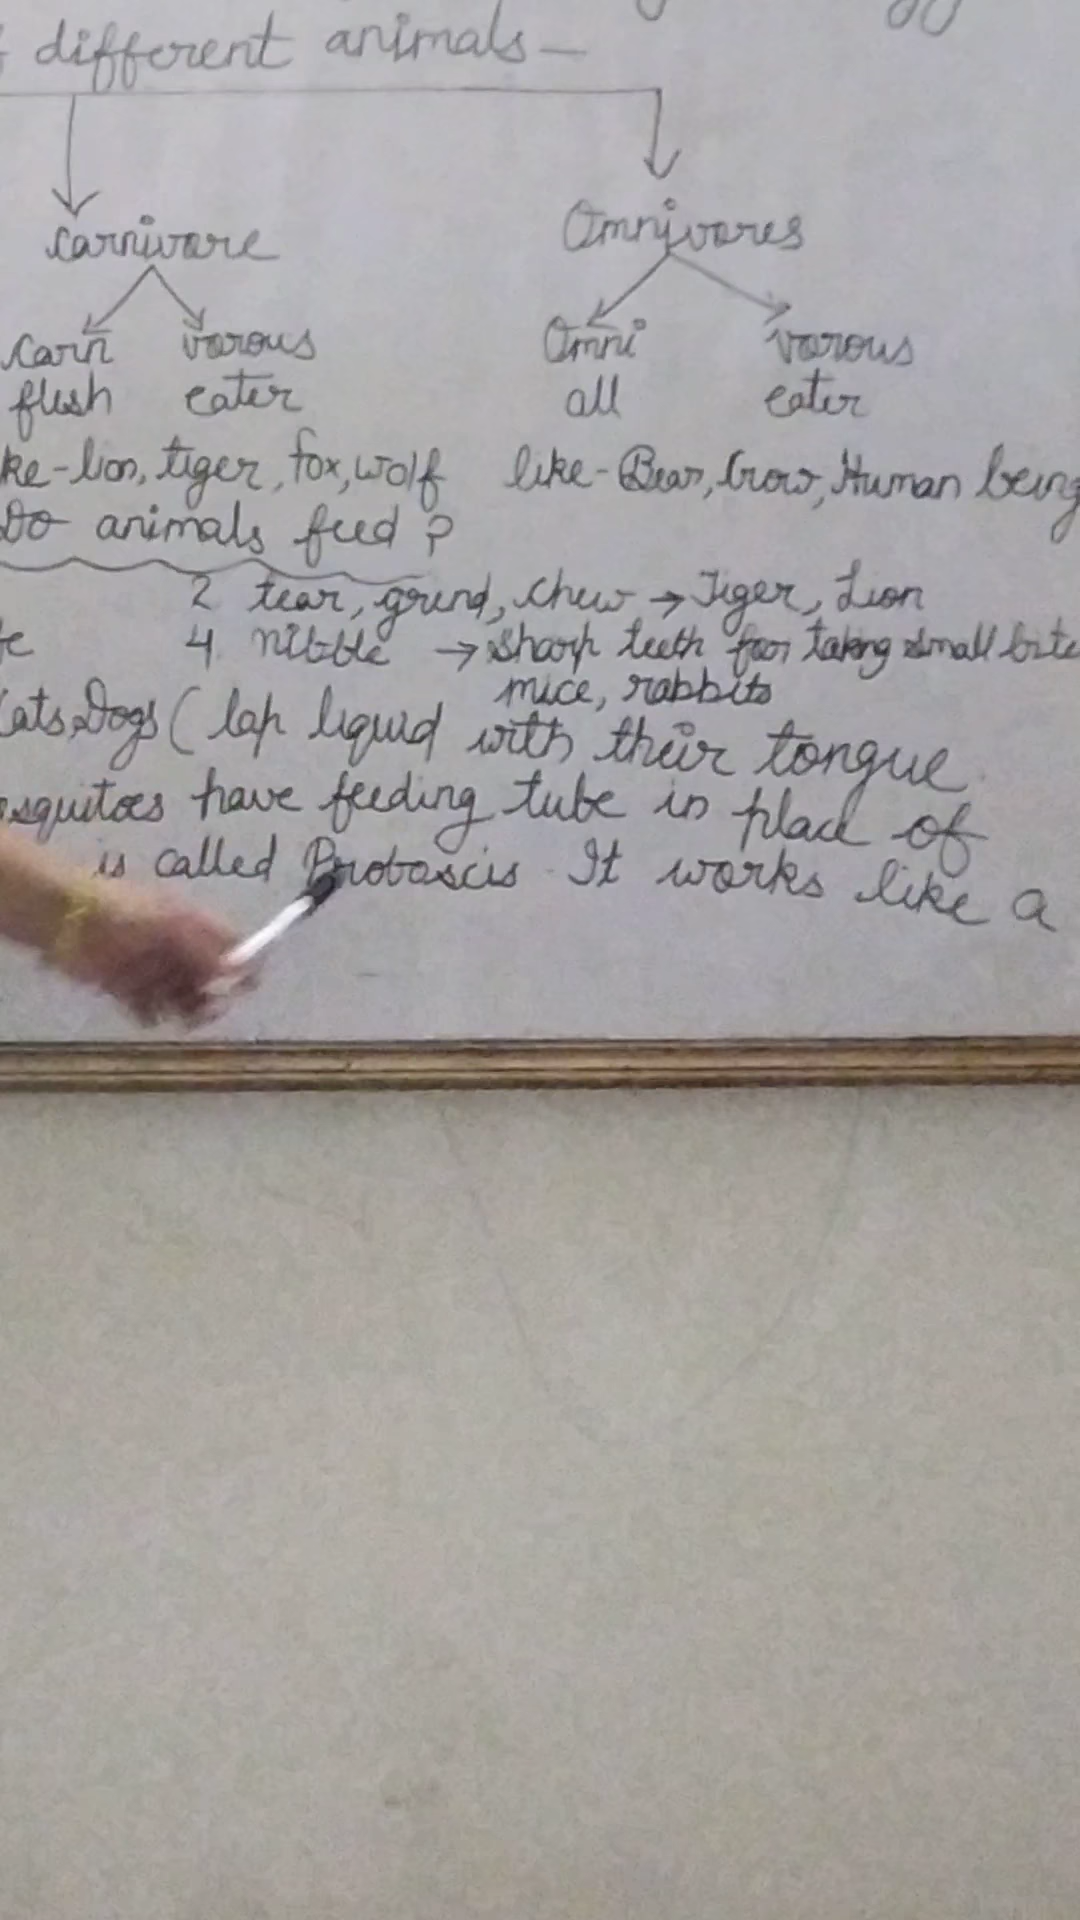 different animals—
carnivore Omnivores
carn vorous Omni vorous
flesh eater all eater
ke-lion, tiger, fox, wolf like-Bear, Crow, Human being
Do animals feed?
2 tear, grind, chew → Tiger, Lion
4. nibble → sharp teeth for taking small bite
mice, rabbits
Cats, Dogs (lap liquid with their tongue
squitoes have feeding tube in place of
is called Proboscis. It works like a